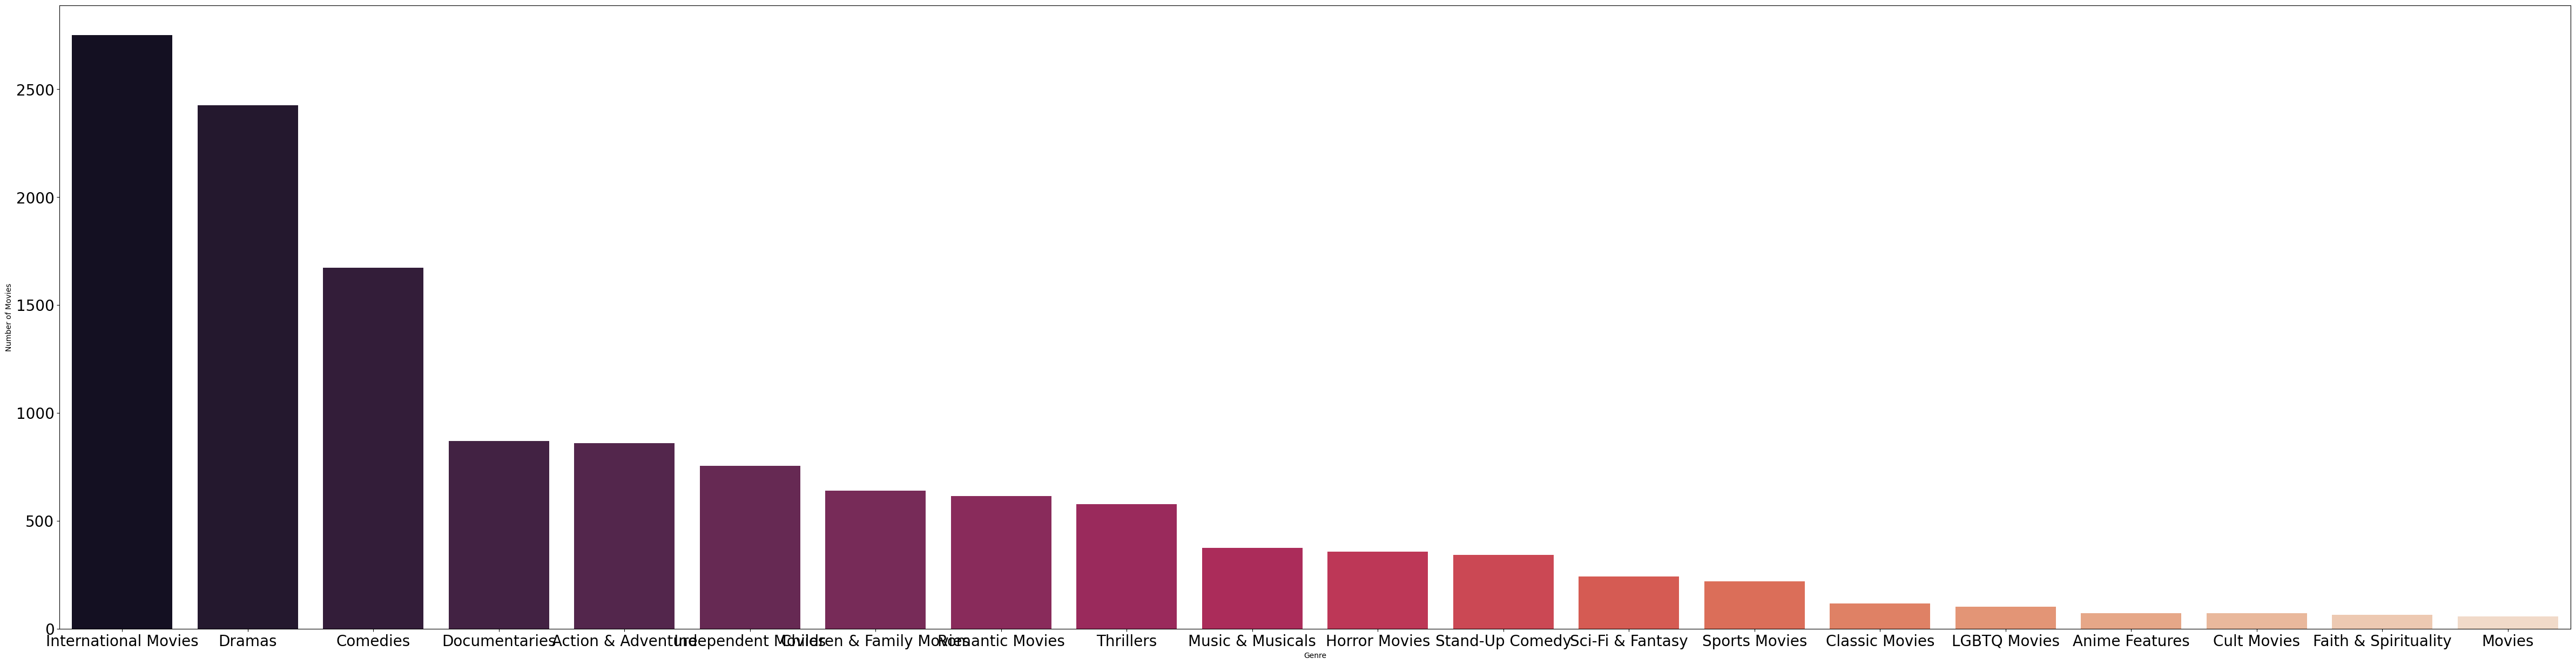 Number of Movies
2500
2000
1500
1000
500
0
International Movies
Dramas
Comedies
Documentaries
Action & Adventure
Independent Movies
Children & Family Movies
Romantic Movies
Thrillers
Music & Musicals
Horror Movies
Stand-Up Comedy
Sci-Fi & Fantasy
Sports Movies
Classic Movies
LGBTQ Movies
Anime Features
Cult Movies
Faith & Spirituality
Movies
Genre